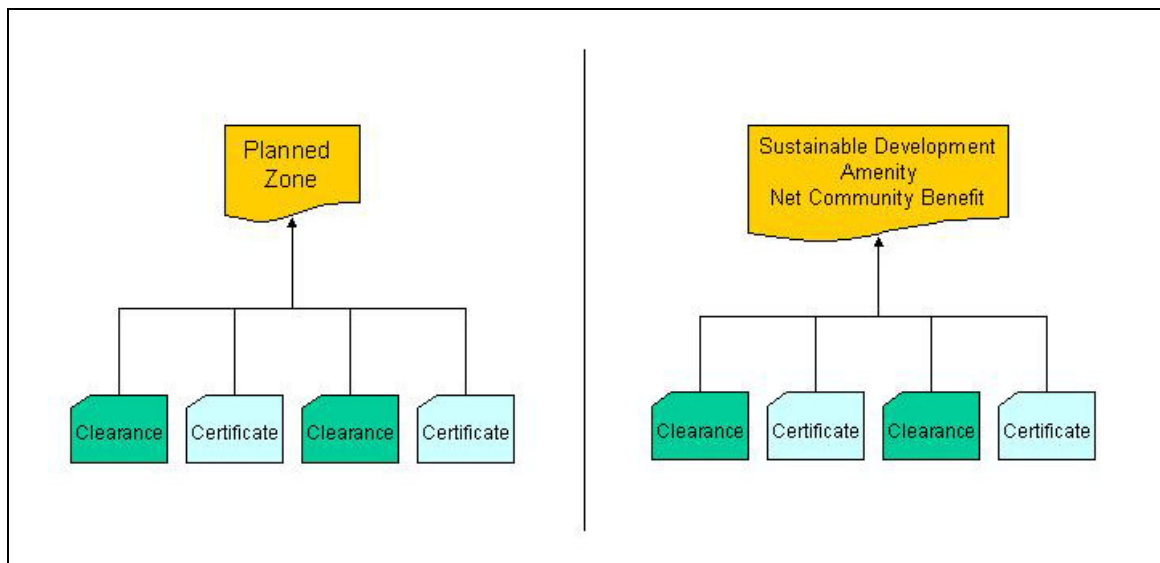 Planned
Zone
Clearance
Certificate
Clearance
Certificate
Sustainable Development
Amenity
Net Community Benefit
Clearance
Certificate
Clearance
Certificate